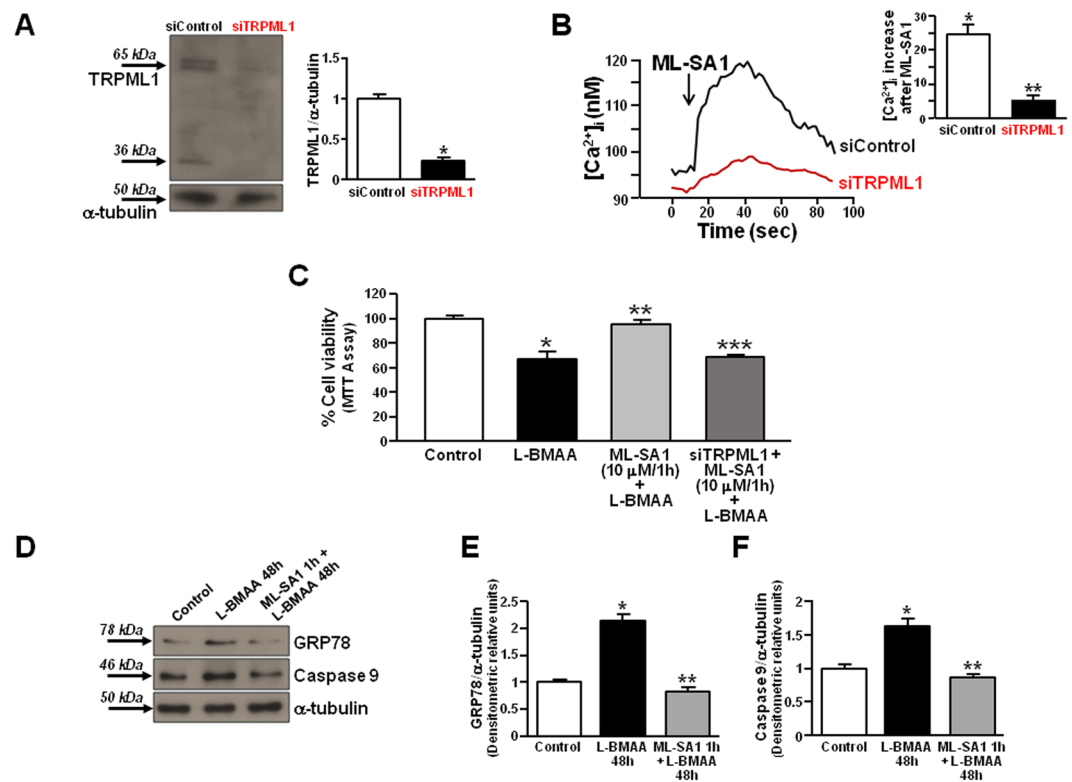 A
siControl siTRPML1
65 kDa
TRPML1
36 kDa
50 kDa
α-tubulin
TRPML1/α-tubulin
1,5
1
0,5
0
*
siControl siTRPML1
B
[Ca²⁺]ᵢ (nM)
120
110
100
90
ML-SA1
siControl
siTRPML1
0 20 40 60 80 100
Time (sec)
[Ca²⁺]ᵢ increase
after ML-SA1
30
20
10
0
*
**
siControl siTRPML1
C
% Cell viability
(MTT Assay)
120
100
80
60
40
20
0
*
**
***
Control
L-BMAA
ML-SA1
(10 µM/1h)
+
L-BMAA
siTRPML1 +
ML-SA1
(10 µM/1h)
+
L-BMAA
D
Control
L-BMAA 48h
ML-SA1 1h +
L-BMAA 48h
78 kDa
GRP78
46 kDa
Caspase 9
50 kDa
α-tubulin
E
GRP78/α-tubulin
(Densitometric relative units)
2.5
2
1.5
1
0.5
0
*
**
Control
L-BMAA
48h
ML-SA1 1h
+ L-BMAA
48h
F
Caspase 9/α-tubulin
(Densitometric relative units)
2
1,5
1
0,5
0
*
**
Control
L-BMAA
48h
ML-SA1 1h
+ L-BMAA
48h